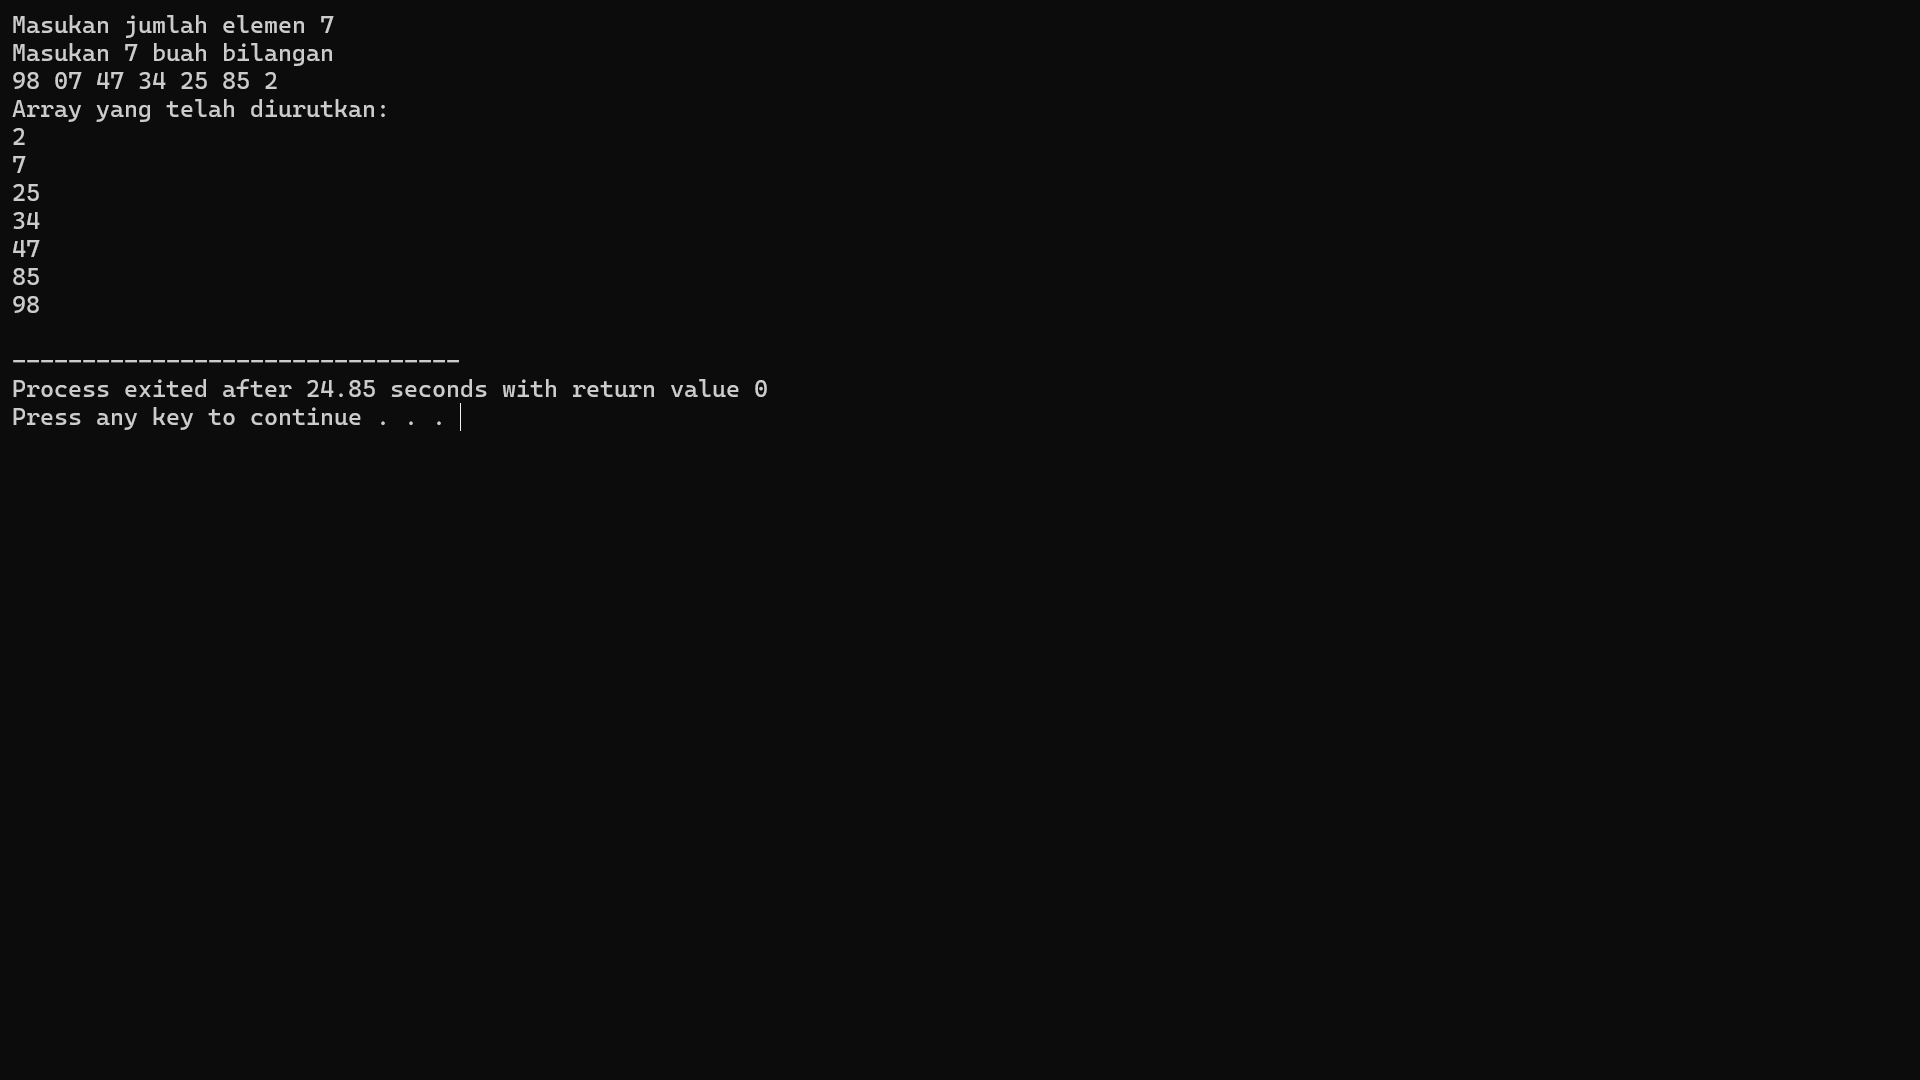 Masukan jumlah elemen 7
Masukan 7 buah bilangan
98 07 47 34 25 85 2
Array yang telah diurutkan:
2
7
25
34
47
85
98
--------------------------------
Process exited after 24.85 seconds with return value 0
Press any key to continue . . .